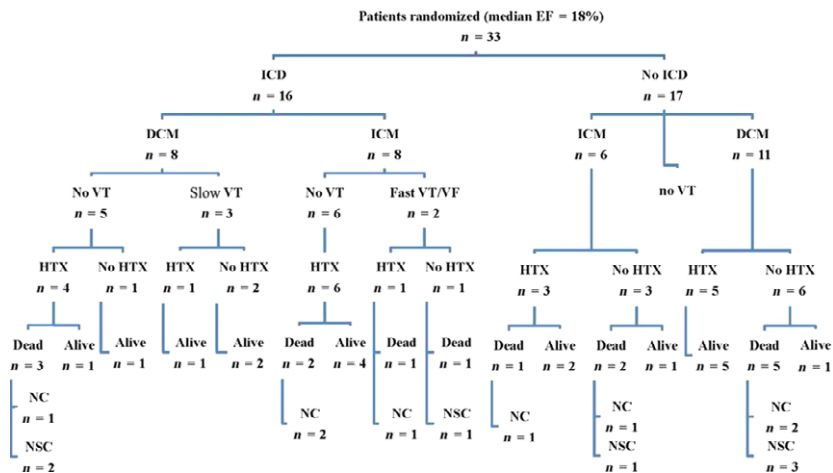 Patients randomized (median EF = 18%)
n = 33
ICD
n = 16
No ICD
n = 17
DCM
n = 8
ICM
n = 8
ICM
n = 6
DCM
n = 11
no VT
No VT
n = 5
Slow VT
n = 3
No VT
n = 6
Fast VT/VF
n = 2
HTX
n = 4
No HTX
n = 1
HTX
n = 1
No HTX
n = 2
HTX
n = 6
HTX
n = 1
No HTX
n = 1
HTX
n = 3
No HTX
n = 3
HTX
n = 5
No HTX
n = 6
Dead
n = 3
Alive
n = 1
Alive
n = 1
Alive
n = 1
Alive
n = 2
Dead
n = 2
Alive
n = 4
Dead
n = 1
Dead
n = 1
Dead
n = 1
Alive
n = 2
Dead
n = 2
Alive
n = 1
Alive
n = 5
Dead
n = 5
Alive
n = 1
NC
n = 1
NSC
n = 2
NC
n = 2
NC
n = 1
NSC
n = 1
NC
n = 1
NC
n = 1
NSC
n = 1
NC
n = 2
NSC
n = 3